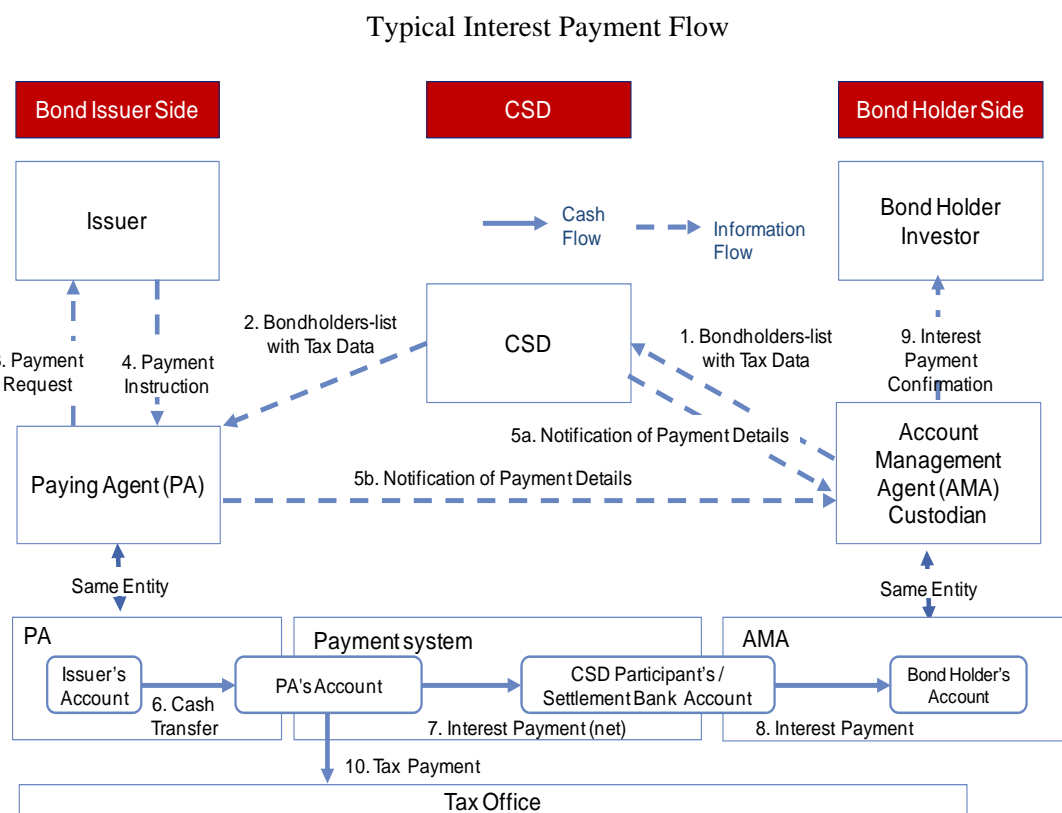 Typical Interest Payment Flow
Bond Issuer Side
CSD
Bond Holder Side
Issuer
Cash
Flow
Information
Flow
Bond Holder
Investor
2. Bondholders-list
with Tax Data
CSD
1. Bondholders-list
with Tax Data
9. Interest
Payment
Confirmation
. Payment
Request
4. Payment
Instruction
5a. Notification of Payment Details
Paying Agent (PA)
5b. Notification of Payment Details
Account
Management
Agent (AMA)
Custodian
Same Entity
Same Entity
PA
Payment system
AMA
Issuer's
Account
6. Cash
Transfer
PA's Account
CSD Participant's /
Settlement Bank Account
Bond Holder's
Account
7. Interest Payment (net)
8. Interest Payment
10. Tax Payment
Tax Office